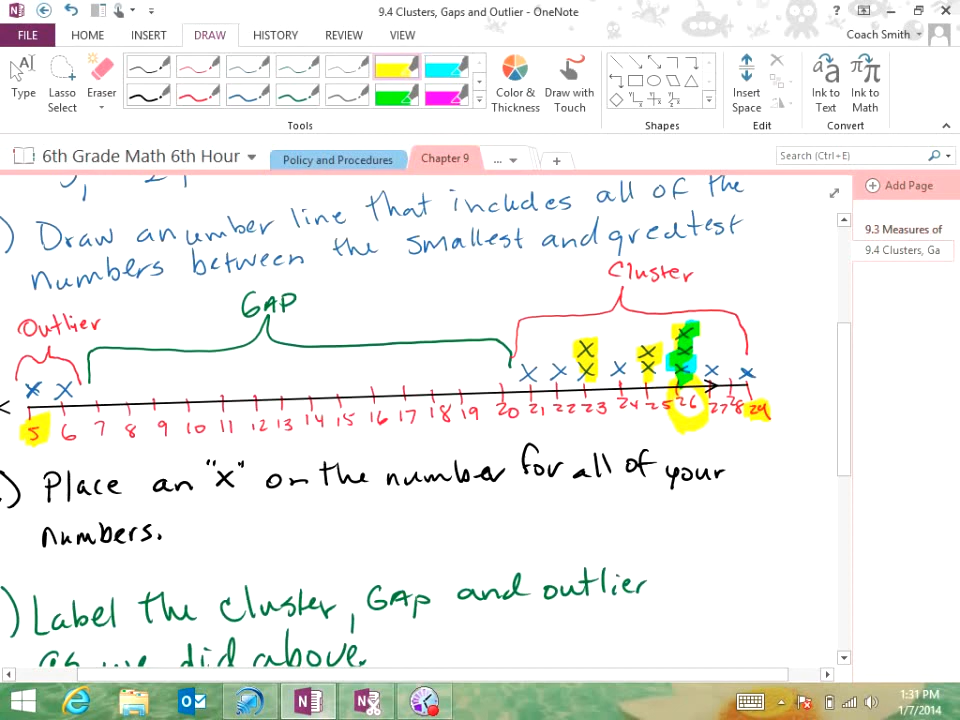 9.4 Clusters, Gaps and Outlier - OneNote
FILE HOME INSERT DRAW HISTORY REVIEW VIEW Coach Smith
Type Lasso Select Eraser Color & Thickness Draw with Touch Insert Space Ink to Text Ink to Math
Tools Shapes Edit Convert
6th Grade Math 6th Hour Policy and Procedures Chapter 9 ... Search (Ctrl+E)
Add Page
9.3 Measures of
9.4 Clusters, Ga
) Draw a number line that includes all of the
numbers between the smallest and greatest
Outlier GAP Cluster
x x x x x x x x x x x x x x x
5 6 7 8 9 10 11 12 13 14 15 16 17 18 19 20 21 22 23 24 25 26 27 28 29
.) Place an "x" on the number for all of your
numbers.
) Label the cluster, GAP and outlier
as we did above.
1:31 PM
1/7/2014